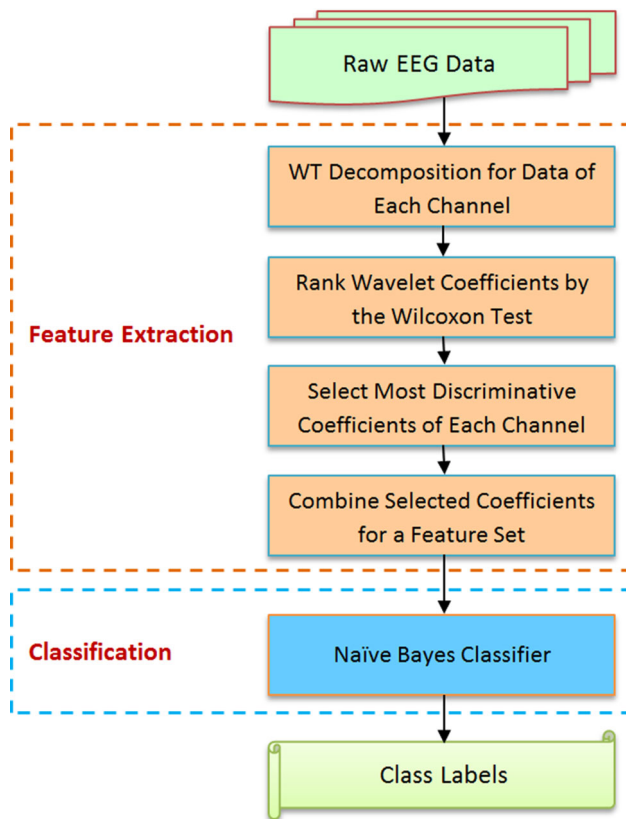 Raw EEG Data
WT Decomposition for Data of
Each Channel
Rank Wavelet Coefficients by
the Wilcoxon Test
Feature Extraction
Select Most Discriminative
Coefficients of Each Channel
Combine Selected Coefficients
for a Feature Set
Classification
Naïve Bayes Classifier
Class Labels